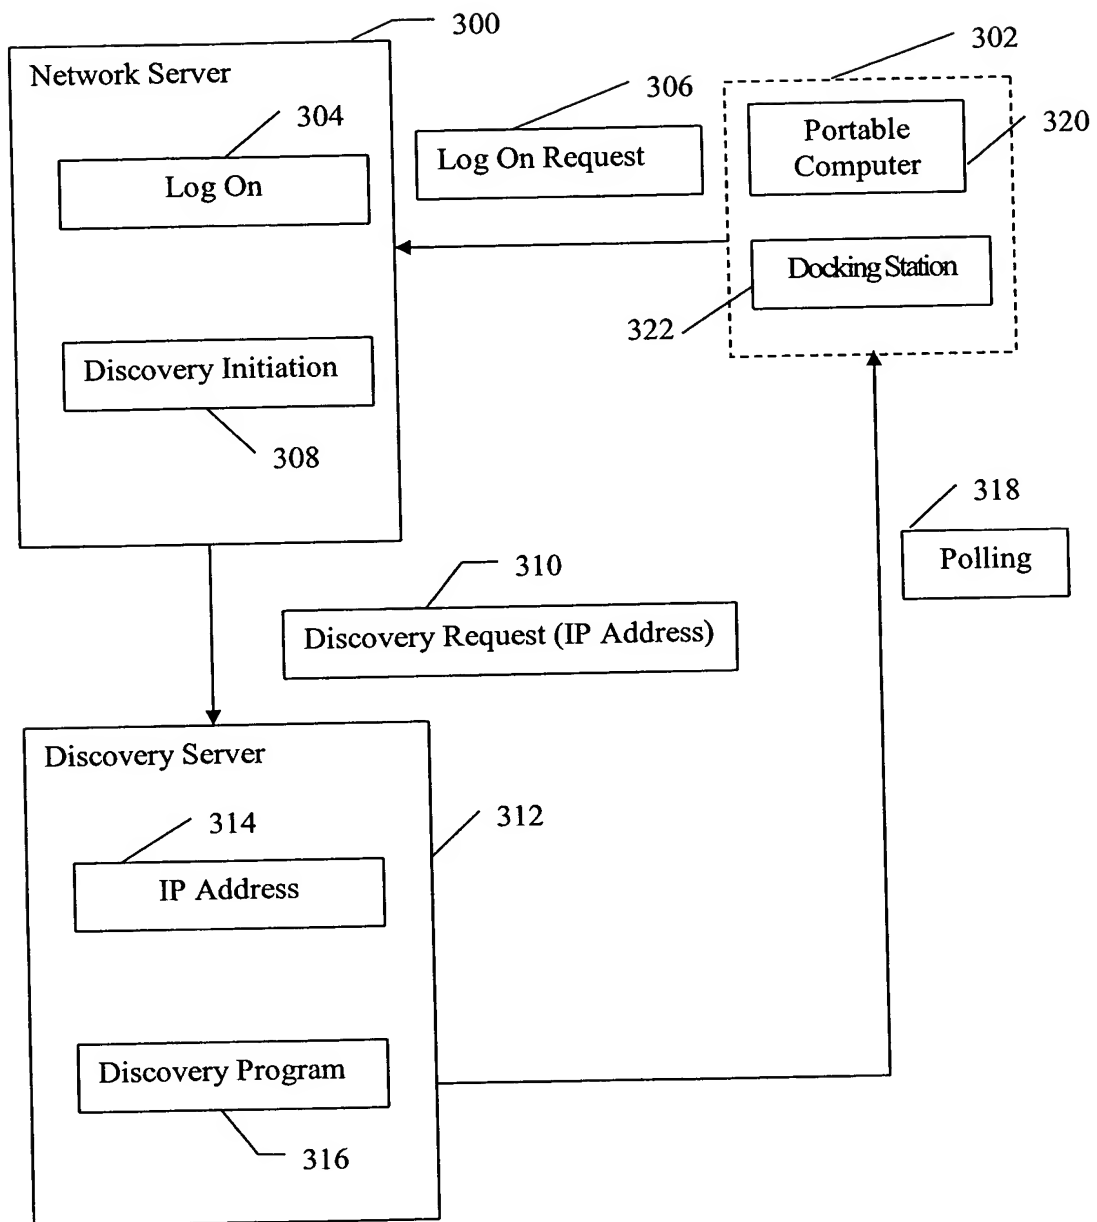 300
Network Server
302
306
304
Portable
Computer
320
Log On Request
Log On
Docking Station
322
Discovery Initiation
308
318
Polling
310
Discovery Request (IP Address)
Discovery Server
314
312
IP Address
Discovery Program
316